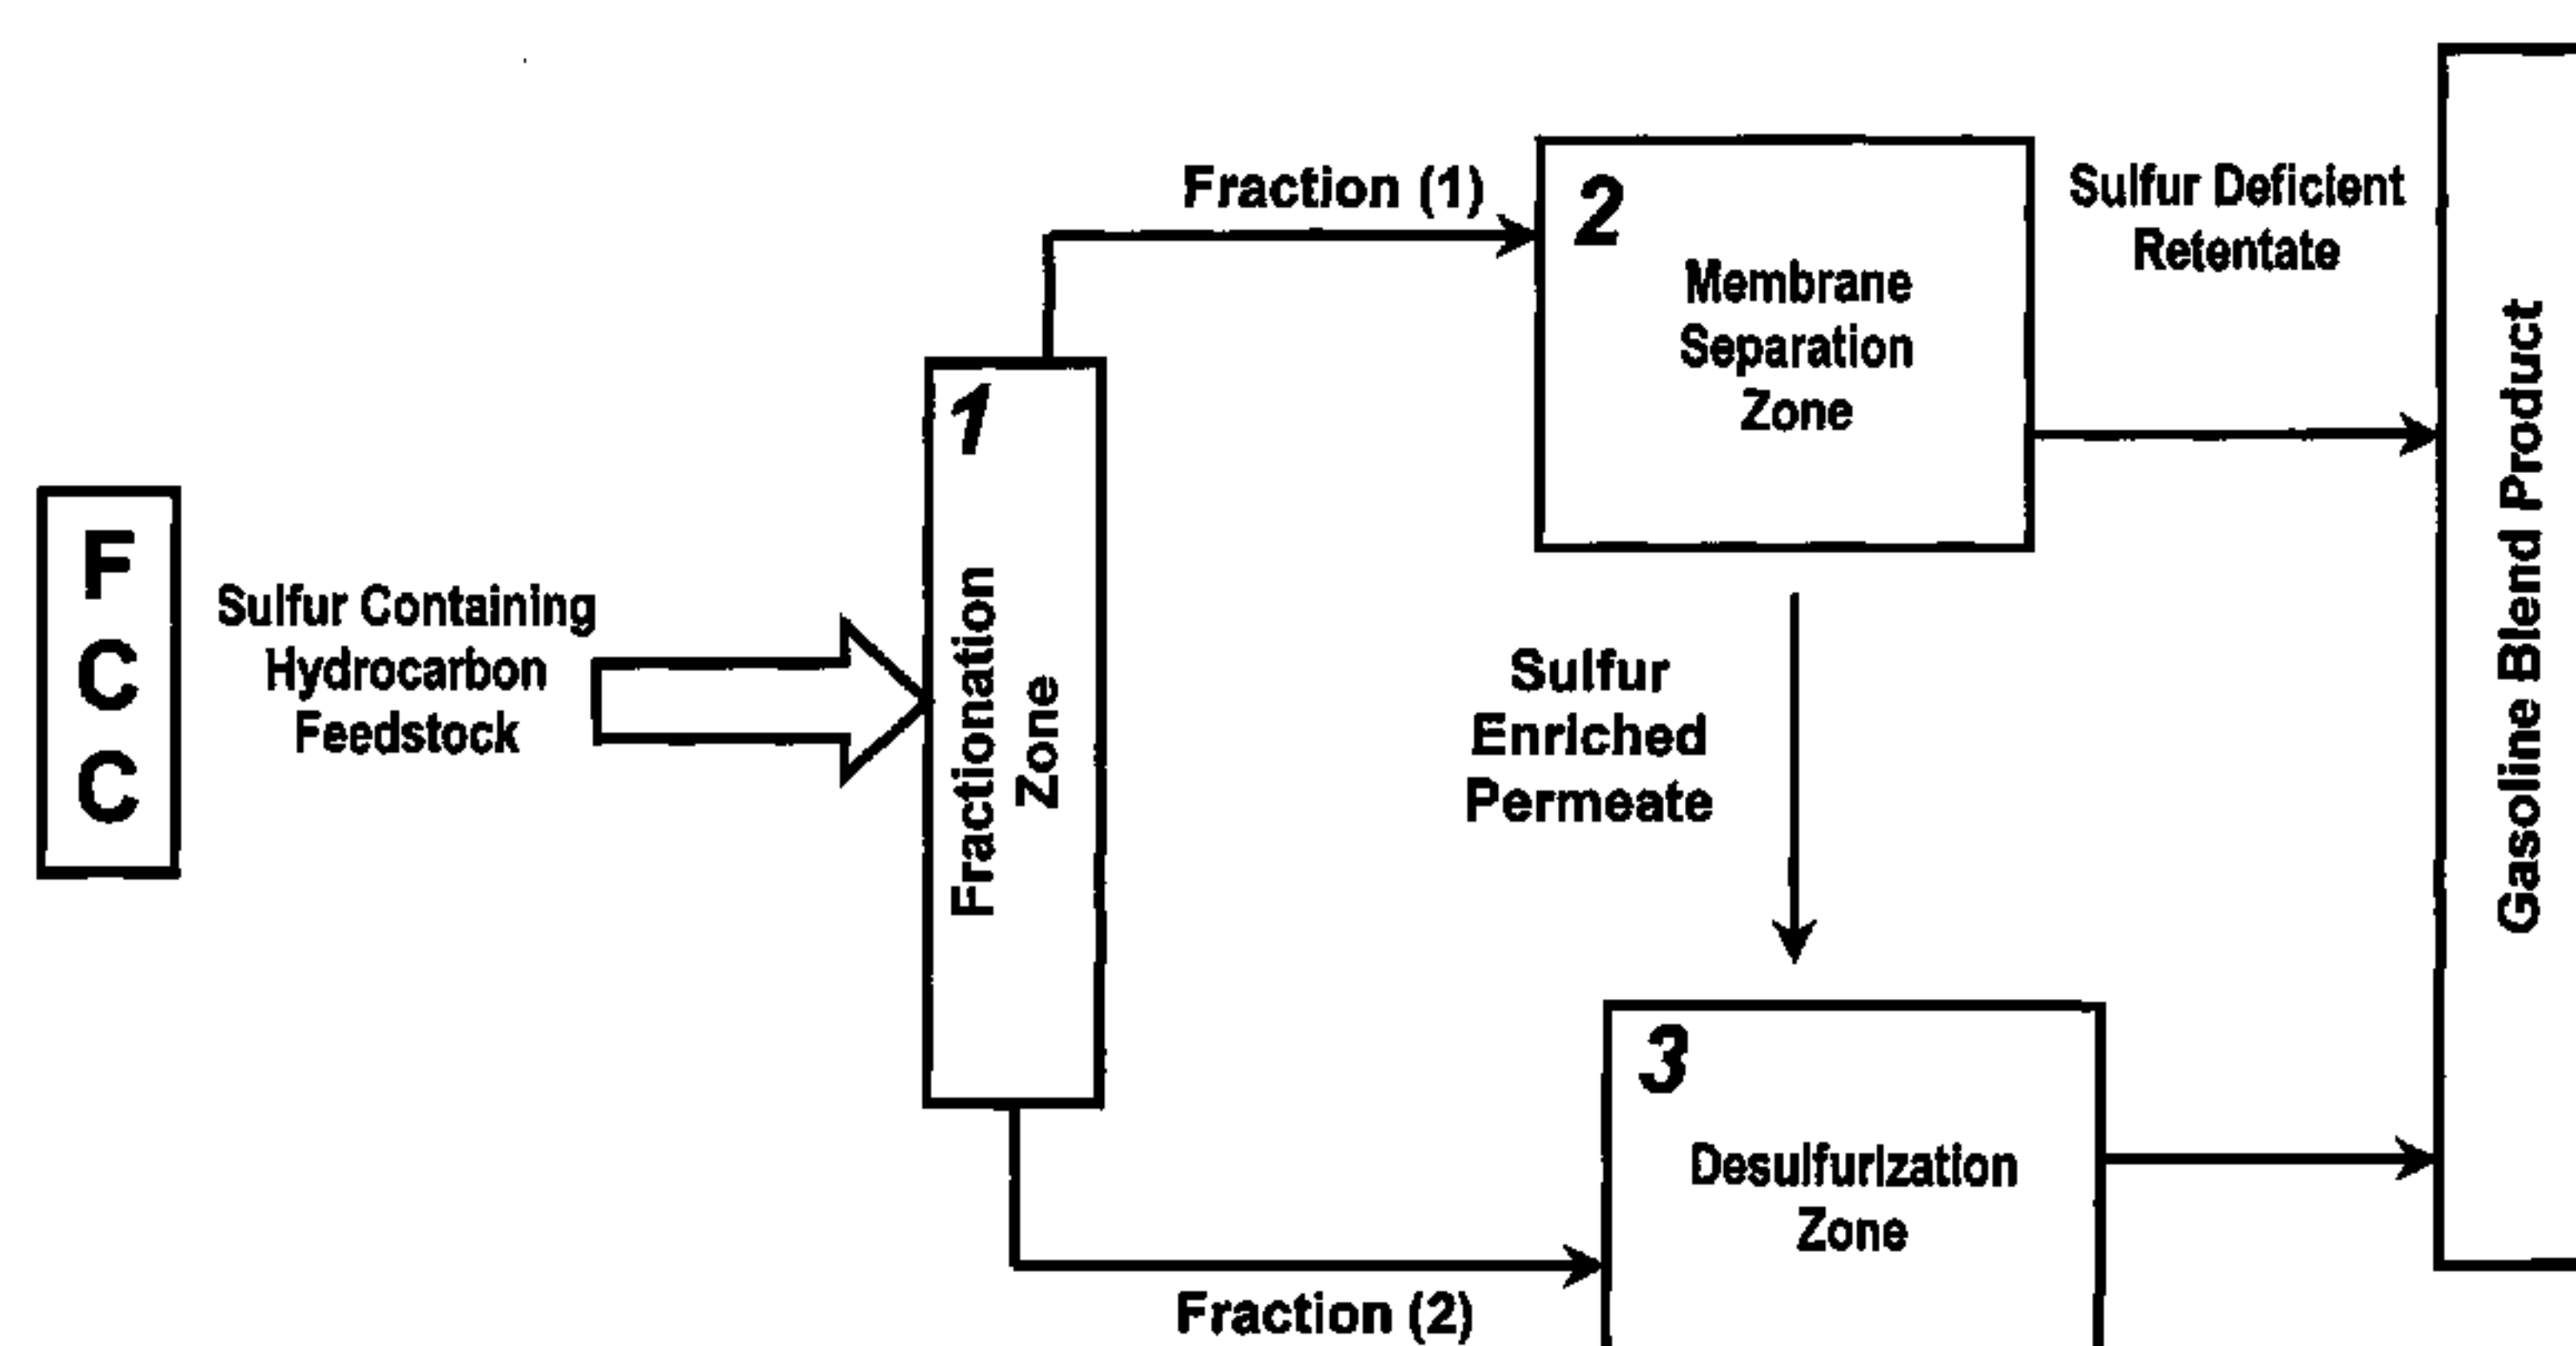 F
C
C
Sulfur Containing
Hydrocarbon
Feedstock
1
Fractionation
Zone
Fraction (1)
2
Membrane
Separation
Zone
Sulfur Deficient
Retentate
Sulfur
Enriched
Permeate
3
Desulfurization
Zone
Fraction (2)
Gasoline Blend Product